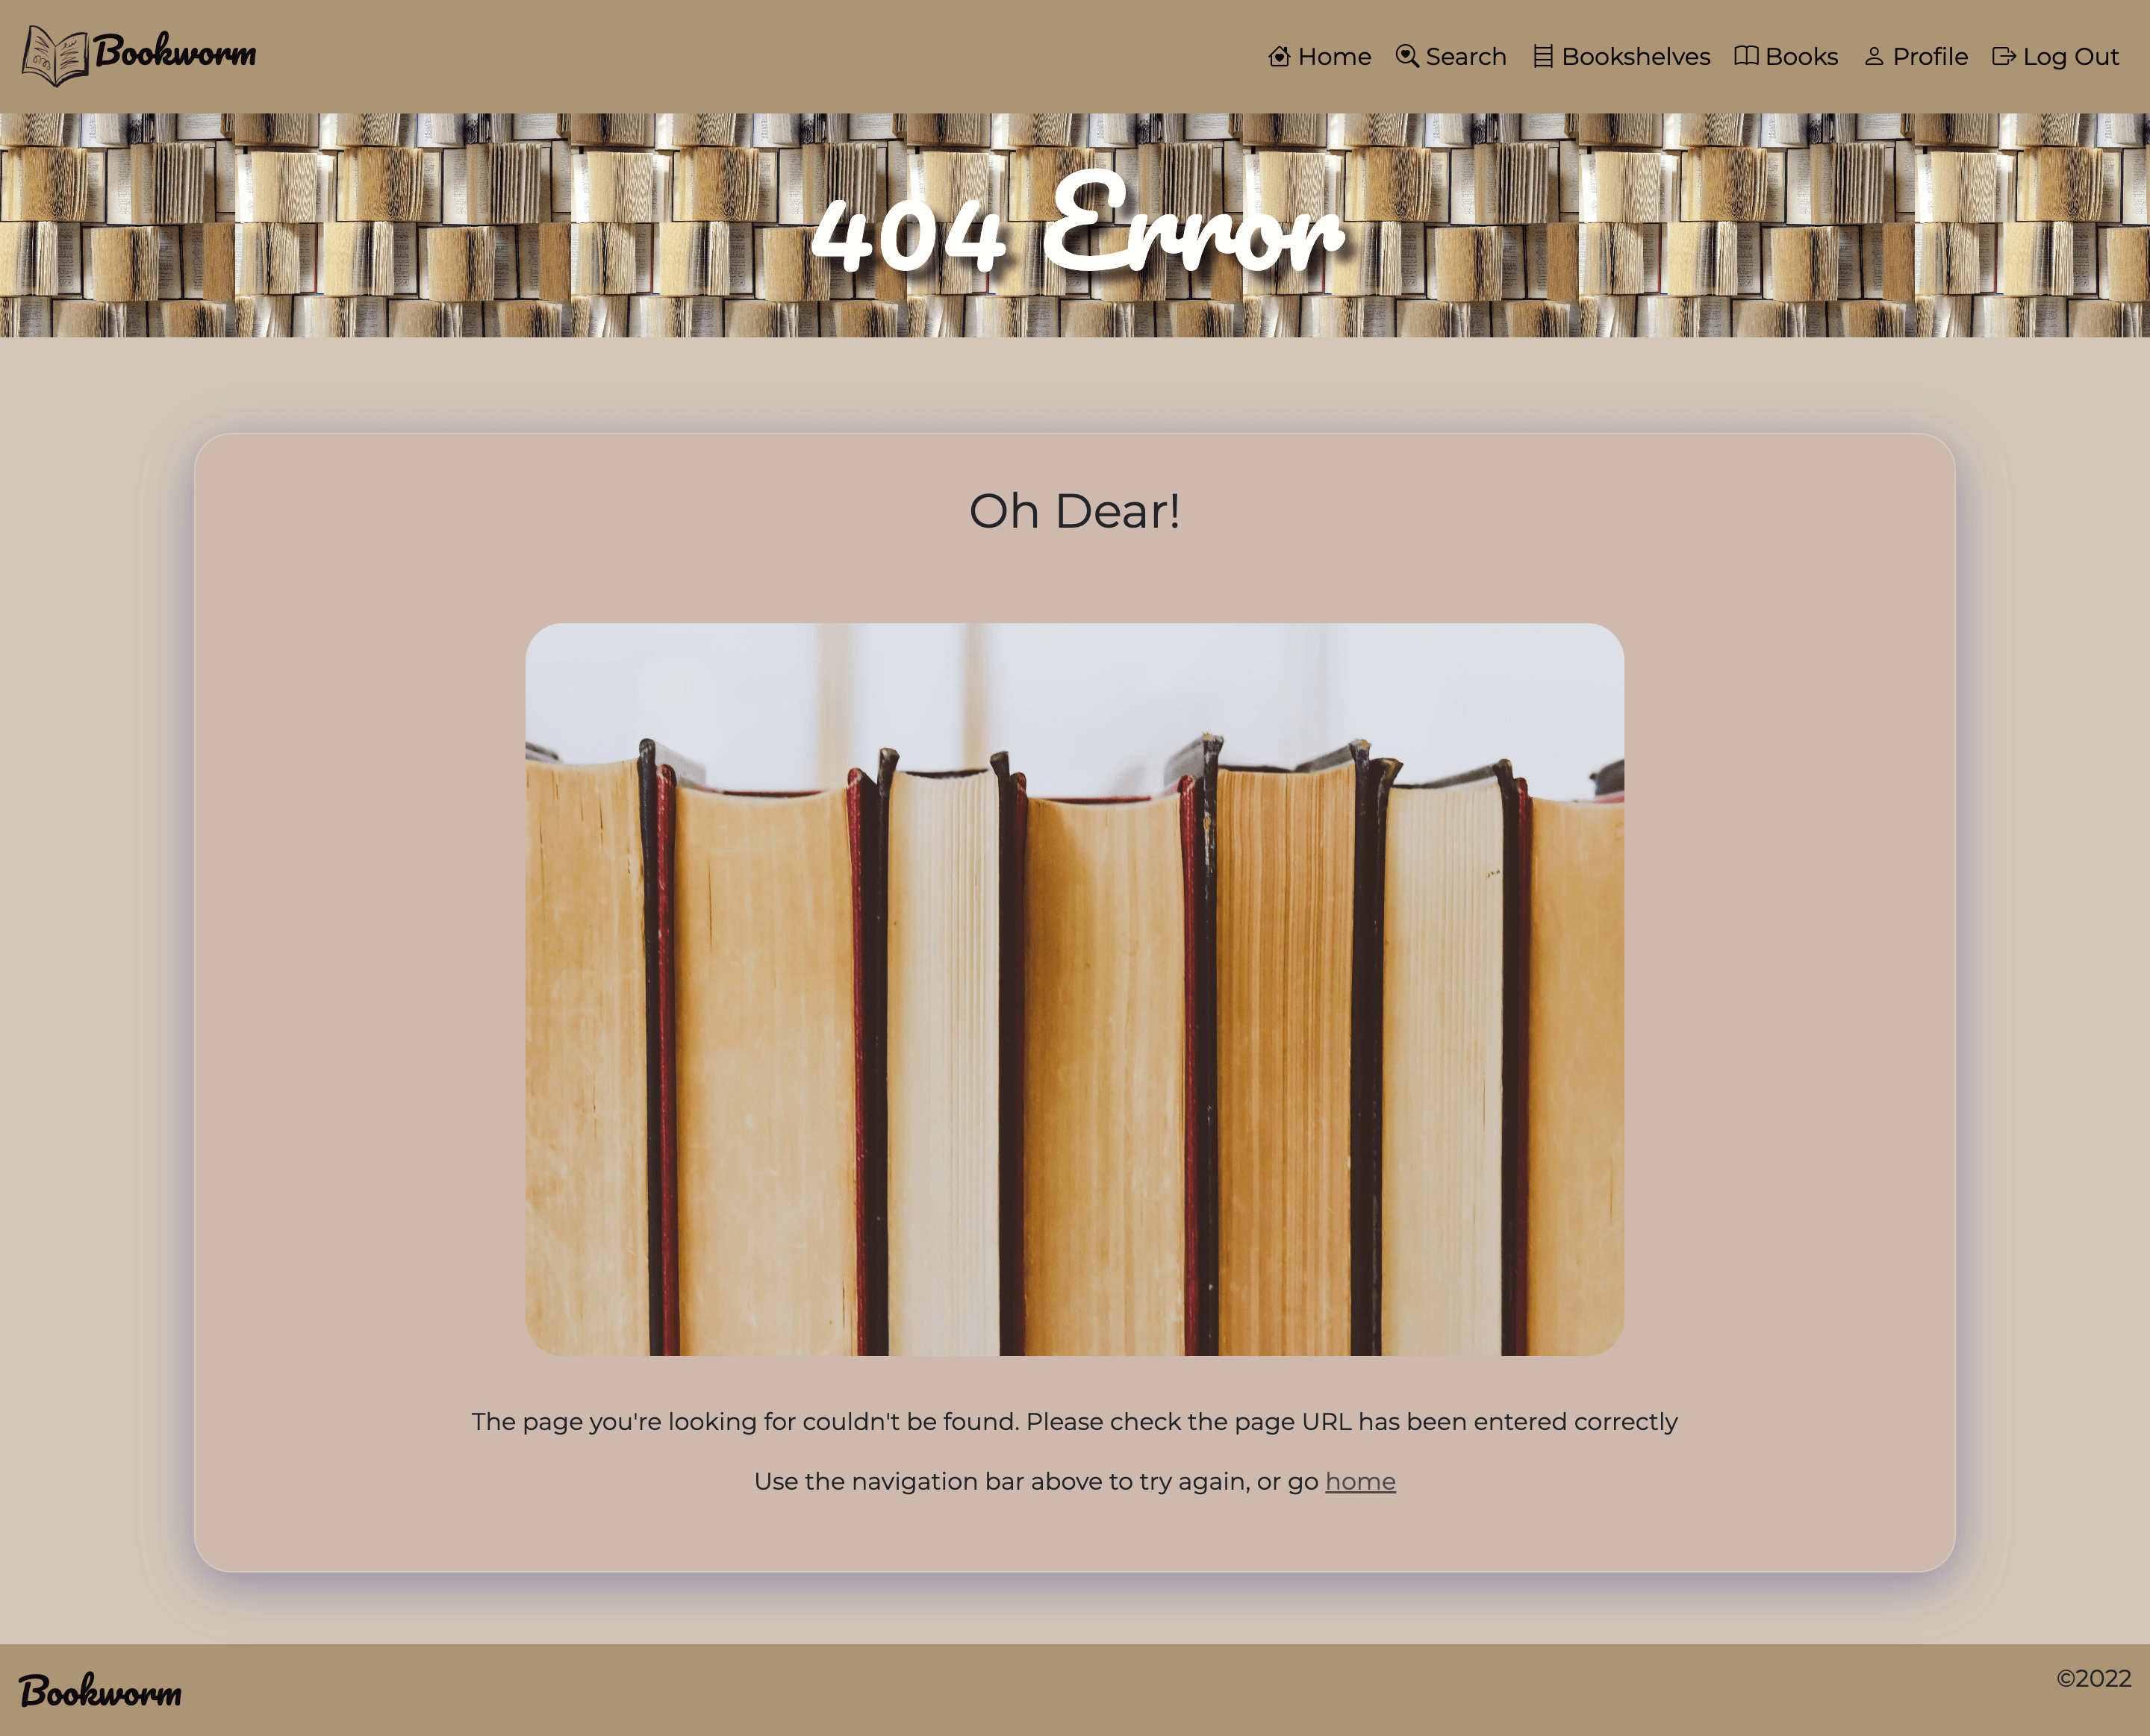 Bookworm
Home Search Bookshelves Books Profile Log Out
404 Error
Oh Dear!
The page you're looking for couldn't be found. Please check the page URL has been entered correctly
Use the navigation bar above to try again, or go home
Bookworm
©2022